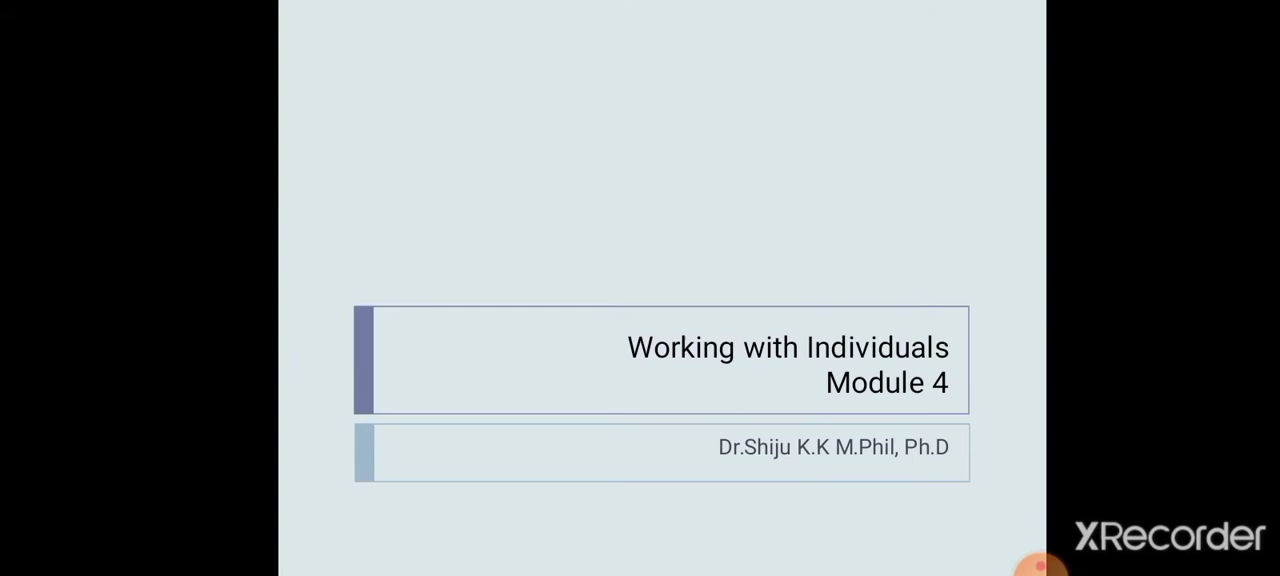 Working with Individuals
Module 4
Dr.Shiju K.K M.Phil, Ph.D
XRecorder